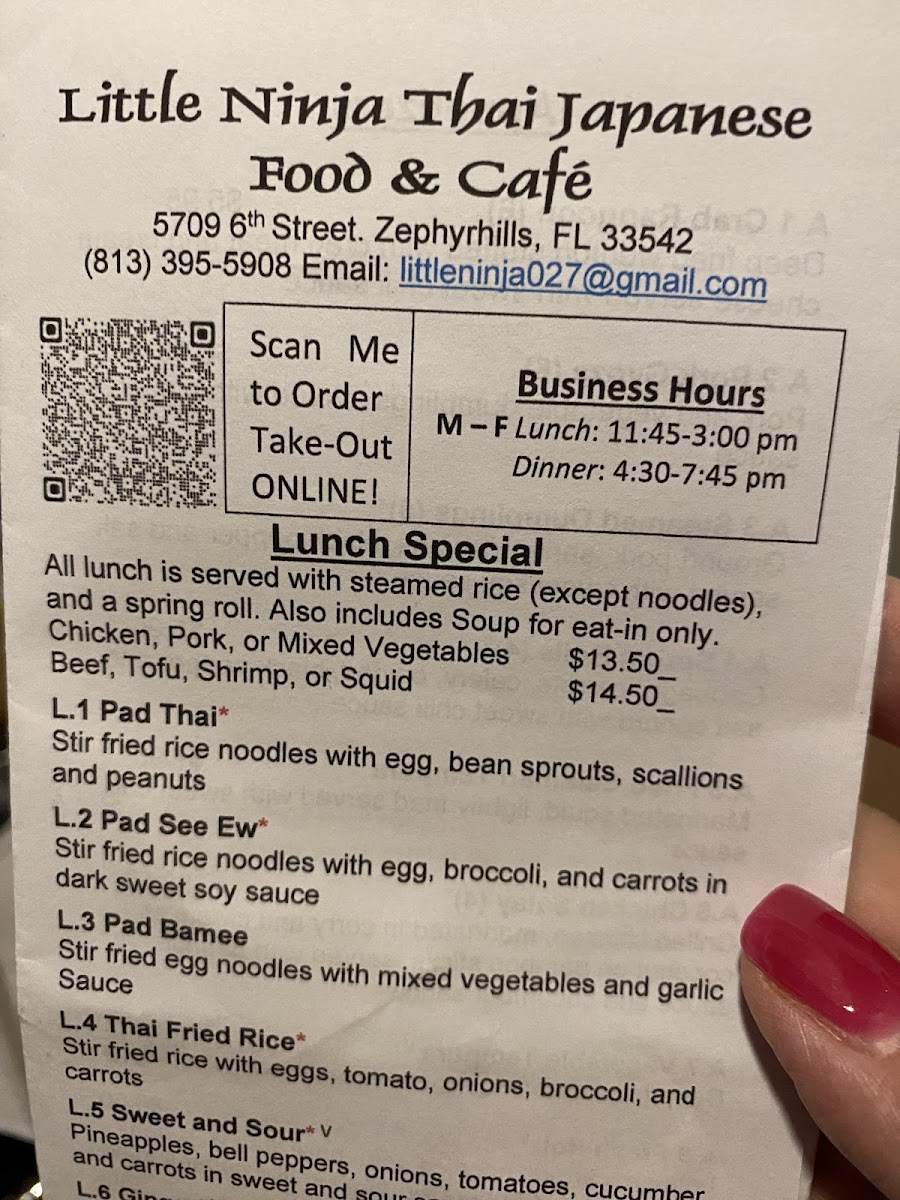 Little Ninja Thai Japanese
Food & Café
5709 6th Street. Zephyrhills, FL 33542
(813) 395-5908 Email: littleninja027@gmail.com
Scan Me
to Order
Take-Out
ONLINE!
Business Hours
M – F Lunch: 11:45-3:00 pm
Dinner: 4:30-7:45 pm
Lunch Special
All lunch is served with steamed rice (except noodles),
and a spring roll. Also includes Soup for eat-in only.
Chicken, Pork, or Mixed Vegetables $13.50_
Beef, Tofu, Shrimp, or Squid $14.50_
L.1 Pad Thai*
Stir fried rice noodles with egg, bean sprouts, scallions
and peanuts
L.2 Pad See Ew*
Stir fried rice noodles with egg, broccoli, and carrots in
dark sweet soy sauce
L.3 Pad Bamee
Stir fried egg noodles with mixed vegetables and garlic
Sauce
L.4 Thai Fried Rice*
Stir fried rice with eggs, tomato, onions, broccoli, and
carrots
L.5 Sweet and Sour* V
Pineapples, bell peppers, onions, tomatoes, cucumber
and carrots in sweet and sour
L.6